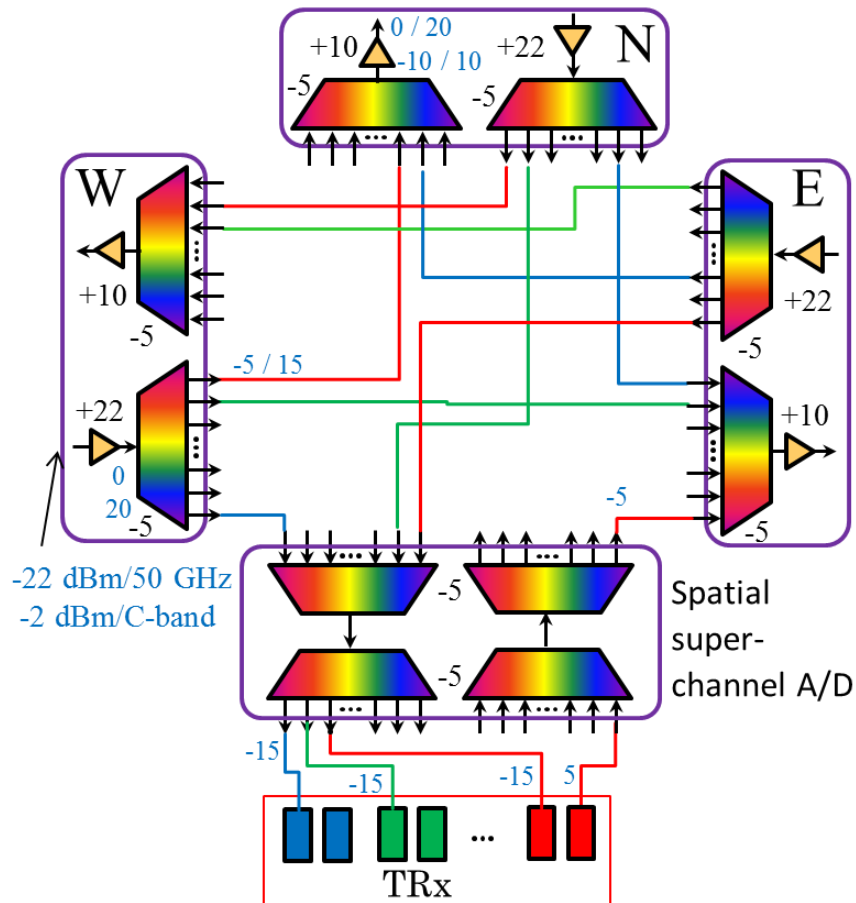 0 / 20
+10
-10 / 10
+22
N
-5
-5
...
...
W
E
...
...
+10
+22
-5
-5
-5 / 15
+22
+10
...
...
0
20
-5
-5
-5
-22 dBm/50 GHz
-2 dBm/C-band
...
...
-5
Spatial
super-
channel A/D
-5
...
...
-15
-15
-15
5
...
TRx